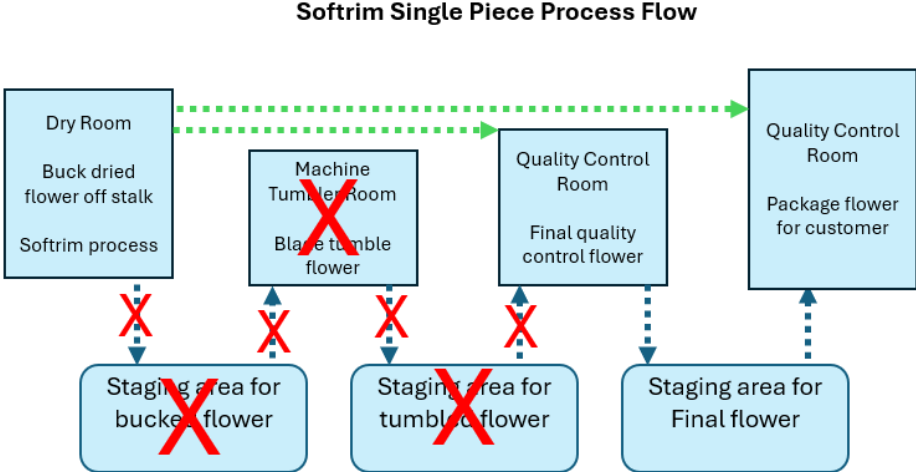 Softrim Single Piece Process Flow
Dry Room
Buck dried
flower off stalk
Softrim process
Machine
Tumbler Room
Blade tumble
flower
Quality Control
Room
Final quality
control flower
Quality Control
Room
Package flower
for customer
Staging area for
bucked flower
Staging area for
tumbled flower
Staging area for
Final flower